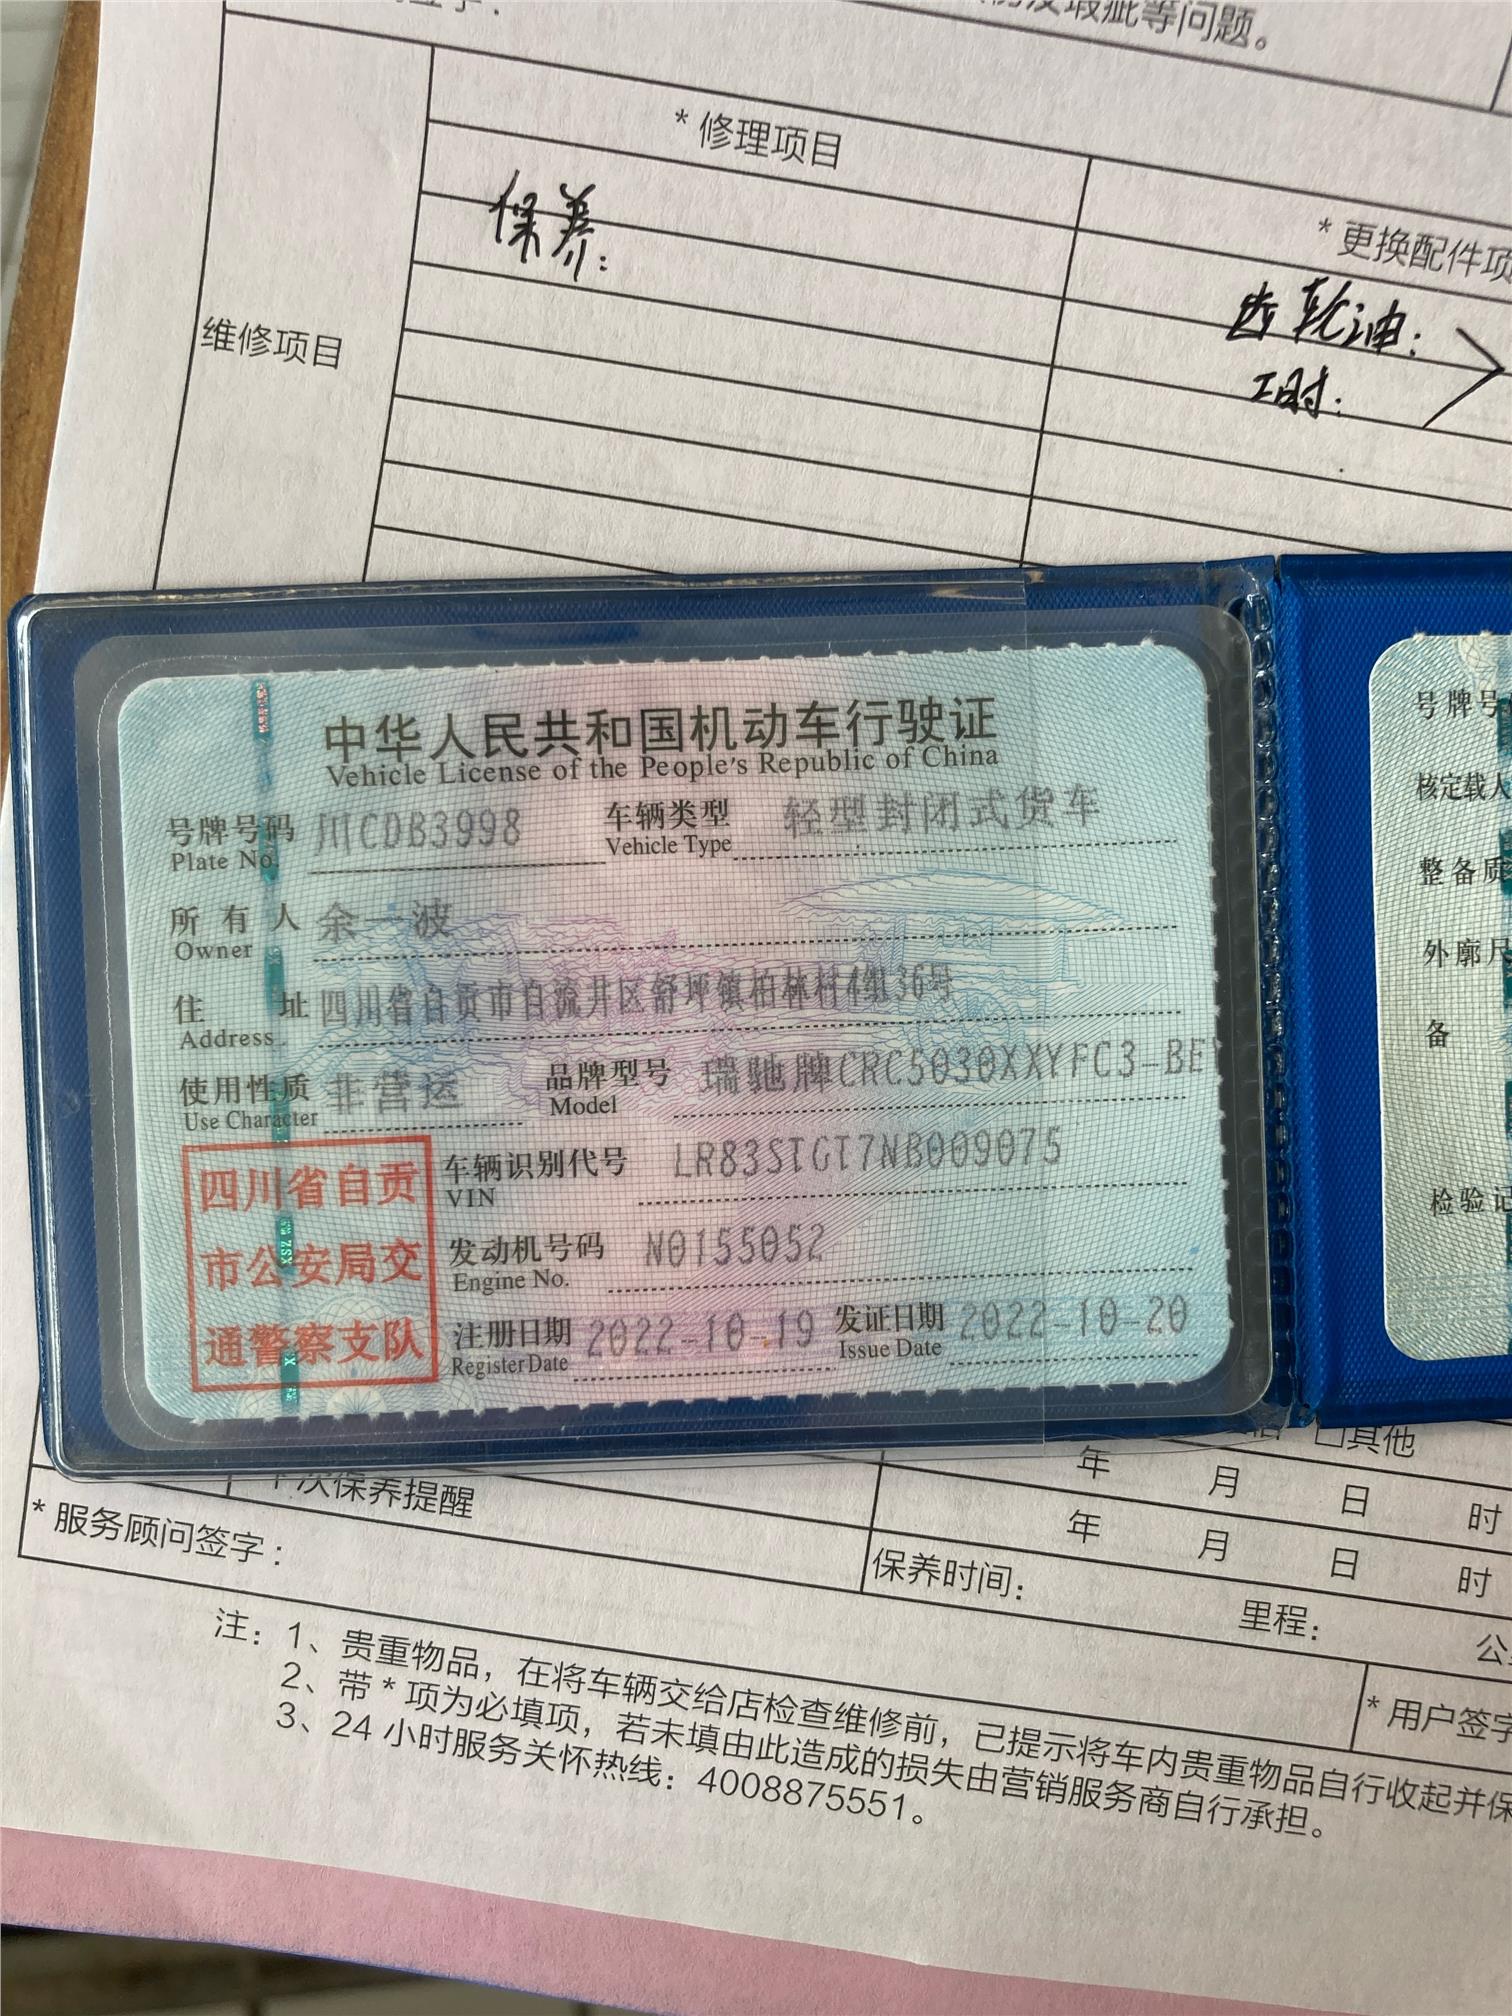 签字：
瑕疵等问题。
* 修理项目
* 更换配件项
保养：
齿轮油：
工时：
维修项目
中华人民共和国机动车行驶证
Vehicle License of the People's Republic of China
号牌号码 川CDB3998 车辆类型 轻型封闭式货车
Plate No. Vehicle Type
所有人 余一波
Owner
住址 四川省自贡市自流井区舒坪镇柏林村4组36号
Address
使用性质 非营运 品牌型号 瑞驰牌CRC5030XXYFC3-BE
Use Character Model
四川省自贡
市公安局交
通警察支队
车辆识别代号 LR83STGT7NB009075
VIN
发动机号码 N0155052
Engine No.
注册日期 2022-10-19 发证日期 2022-10-20
Register Date Issue Date
号牌号
核定载人
整备质
外廓尺
备
检验记
□其他
年 月 日 时
年 月 日 时
下次保养提醒
保养时间： 里程： 公
* 服务顾问签字：
* 用户签字
注：1、贵重物品，在将车辆交给店检查维修前，已提示将车内贵重物品自行收起并保
2、带 * 项为必填项，若未填由此造成的损失由营销服务商自行承担。
3、24 小时服务关怀热线：4008875551。